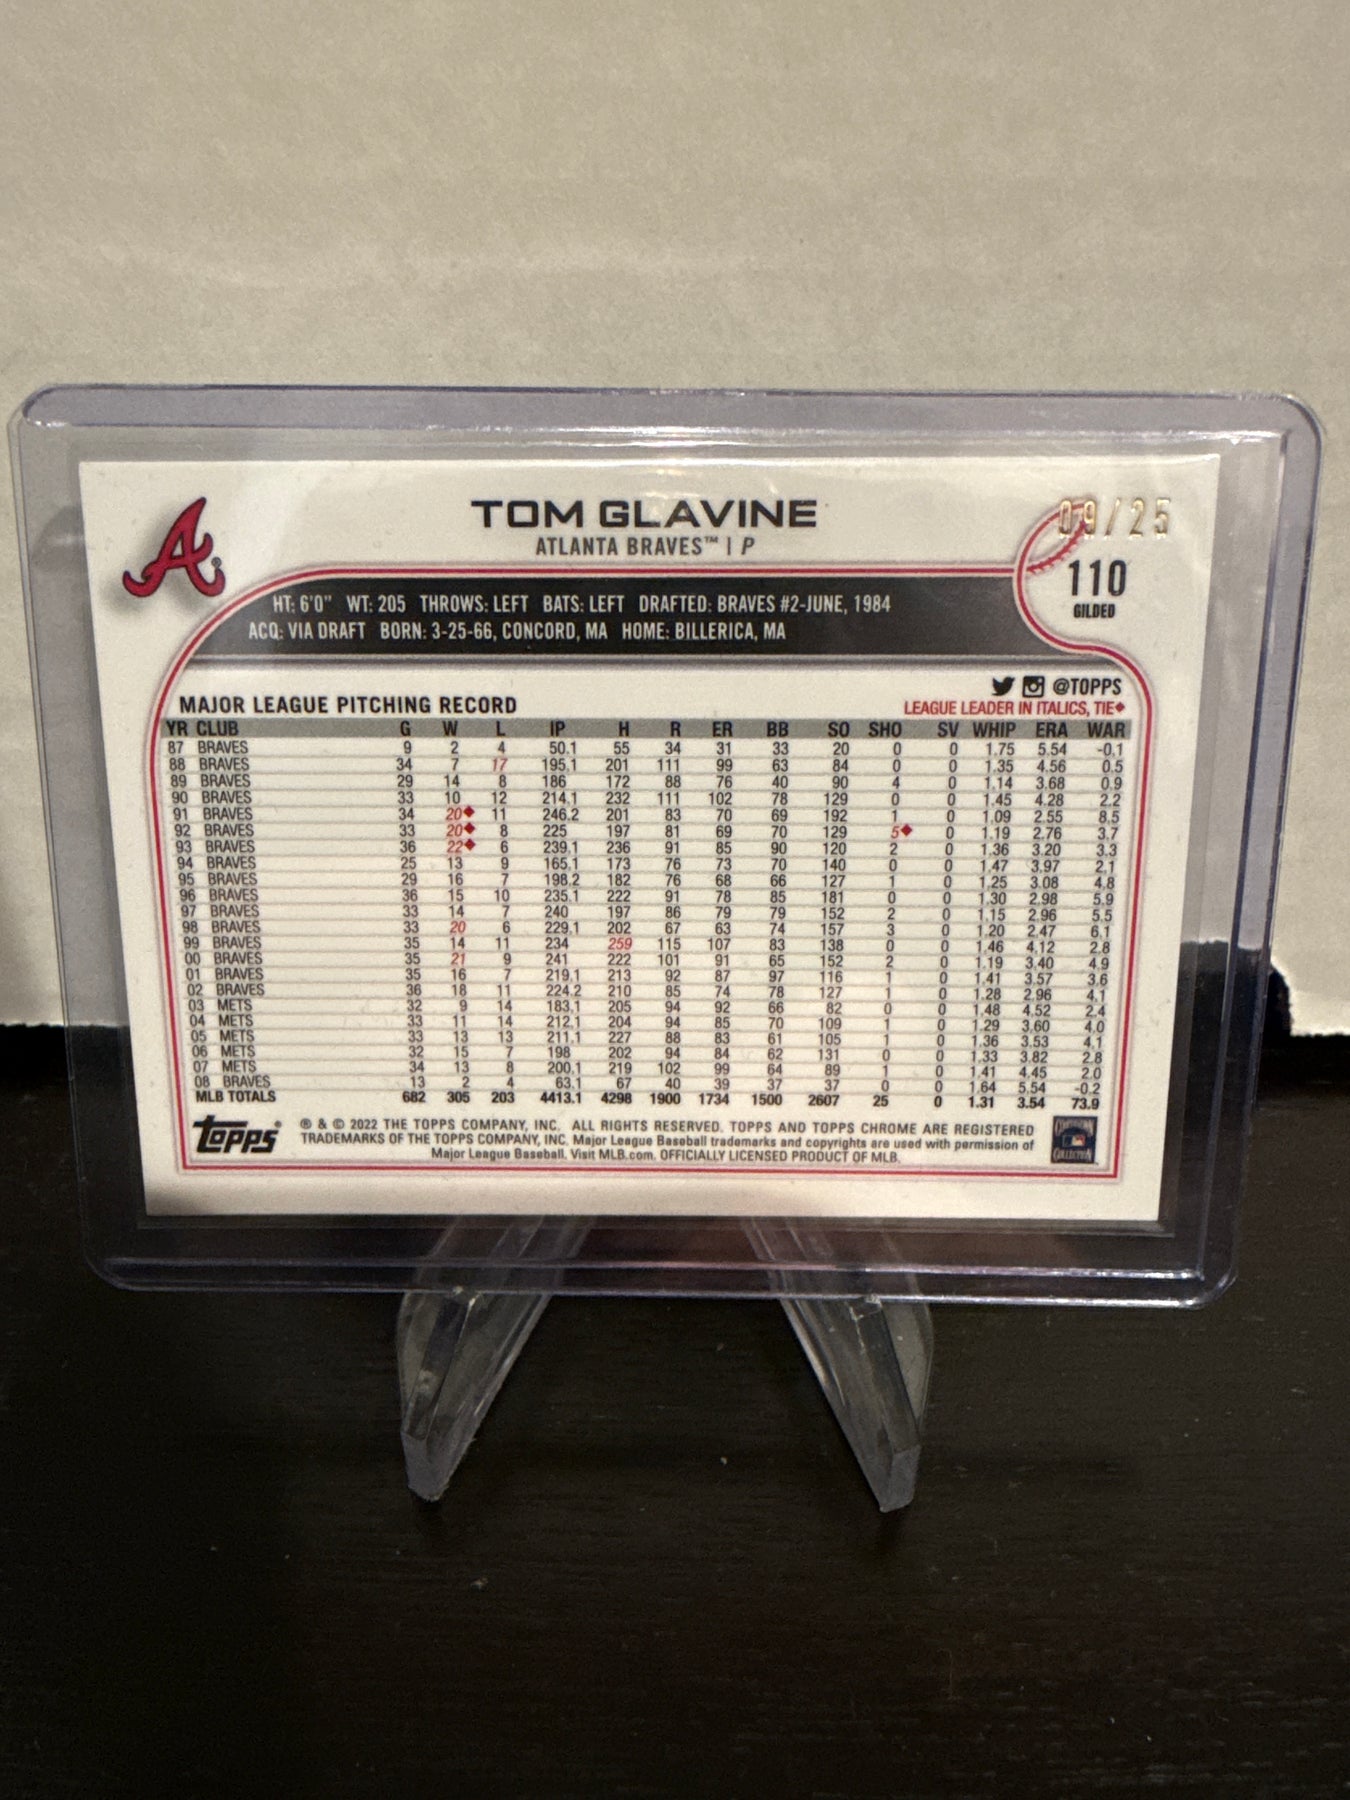 TOM GLAVINE
ATLANTA BRAVES™ | P
09/25
110
GILDED
A®
HT: 6'0" WT: 205 THROWS: LEFT BATS: LEFT DRAFTED: BRAVES #2-JUNE, 1984
ACQ: VIA DRAFT BORN: 3-25-66, CONCORD, MA HOME: BILLERICA, MA
@TOPPS
MAJOR LEAGUE PITCHING RECORD LEAGUE LEADER IN ITALICS, TIE♦
YR CLUB G W L IP H R ER BB SO SHO SV WHIP ERA WAR
87 BRAVES 9 2 4 50.1 55 34 31 33 20 0 0 1.75 5.54 -0.1
88 BRAVES 34 7 17 195.1 201 111 99 63 84 0 0 1.35 4.56 0.5
89 BRAVES 29 14 8 186 172 88 76 40 90 4 0 1.14 3.68 0.9
90 BRAVES 33 10 12 214.1 232 111 102 78 129 0 0 1.45 4.28 2.2
91 BRAVES 34 20♦ 11 246.2 201 83 70 69 192 1 0 1.09 2.55 8.5
92 BRAVES 33 20♦ 8 225 197 81 69 70 129 5♦ 0 1.19 2.76 3.7
93 BRAVES 36 22♦ 6 239.1 236 91 85 90 120 2 0 1.36 3.20 3.3
94 BRAVES 25 13 9 165.1 173 76 73 70 140 0 0 1.47 3.97 2.1
95 BRAVES 29 16 7 198.2 182 76 68 66 127 1 0 1.25 3.08 4.8
96 BRAVES 36 15 10 235.1 222 91 78 85 181 0 0 1.30 2.98 5.9
97 BRAVES 33 14 7 240 197 86 79 79 152 2 0 1.15 2.96 5.5
98 BRAVES 33 20 6 229.1 202 67 63 74 157 3 0 1.20 2.47 6.1
99 BRAVES 35 14 11 234 259 115 107 83 138 0 0 1.46 4.12 2.8
00 BRAVES 35 21 9 241 222 101 91 65 152 2 0 1.19 3.40 4.9
01 BRAVES 35 16 7 219.1 213 92 87 97 116 1 0 1.41 3.57 3.6
02 BRAVES 36 18 11 224.2 210 85 74 78 127 1 0 1.28 2.96 4.1
03 METS 32 9 14 183.1 205 94 92 66 82 0 0 1.48 4.52 2.4
04 METS 33 11 14 212.1 204 94 85 70 109 1 0 1.29 3.60 4.0
05 METS 33 13 13 211.1 227 88 83 61 105 1 0 1.36 3.53 4.1
06 METS 32 15 7 198 202 94 84 62 131 0 0 1.33 3.82 2.8
07 METS 34 13 8 200.1 219 102 99 64 89 1 0 1.41 4.45 2.0
08 BRAVES 13 2 4 63.1 67 40 39 37 37 0 0 1.64 5.54 -0.2
MLB TOTALS 682 305 203 4413.1 4298 1900 1734 1500 2607 25 0 1.31 3.54 73.9
topps®
® & © 2022 THE TOPPS COMPANY, INC. ALL RIGHTS RESERVED. TOPPS AND TOPPS CHROME ARE REGISTERED
TRADEMARKS OF THE TOPPS COMPANY, INC. Major League Baseball trademarks and copyrights are used with permission of
Major League Baseball. Visit MLB.com. OFFICIALLY LICENSED PRODUCT OF MLB.
COOPERSTOWN
COLLECTION